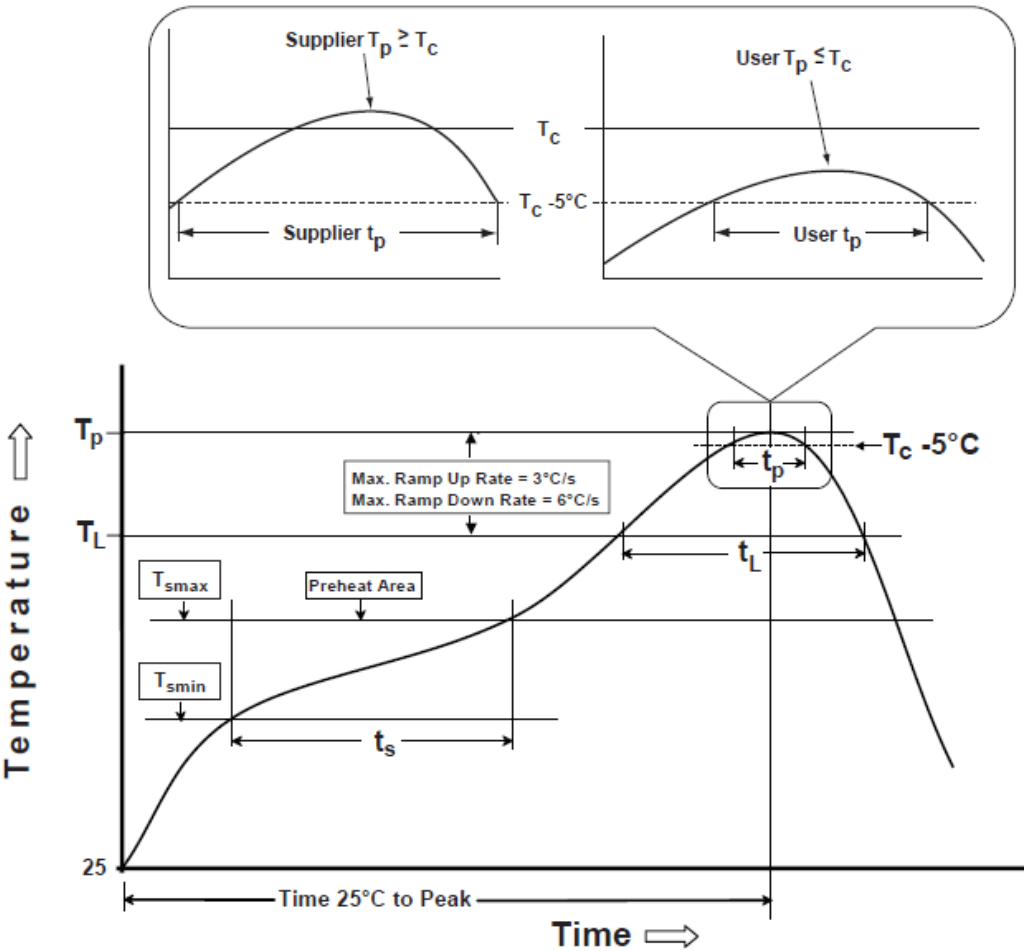 Supplier Tp ≥ Tc
User Tp ≤ Tc
Tc
Tc -5°C
Supplier tp
User tp
Tp
Tc -5°C
tp
Max. Ramp Up Rate = 3°C/s
Max. Ramp Down Rate = 6°C/s
TL
tL
Tsmax
Preheat Area
Tsmin
ts
Temperature
25
Time 25°C to Peak
Time